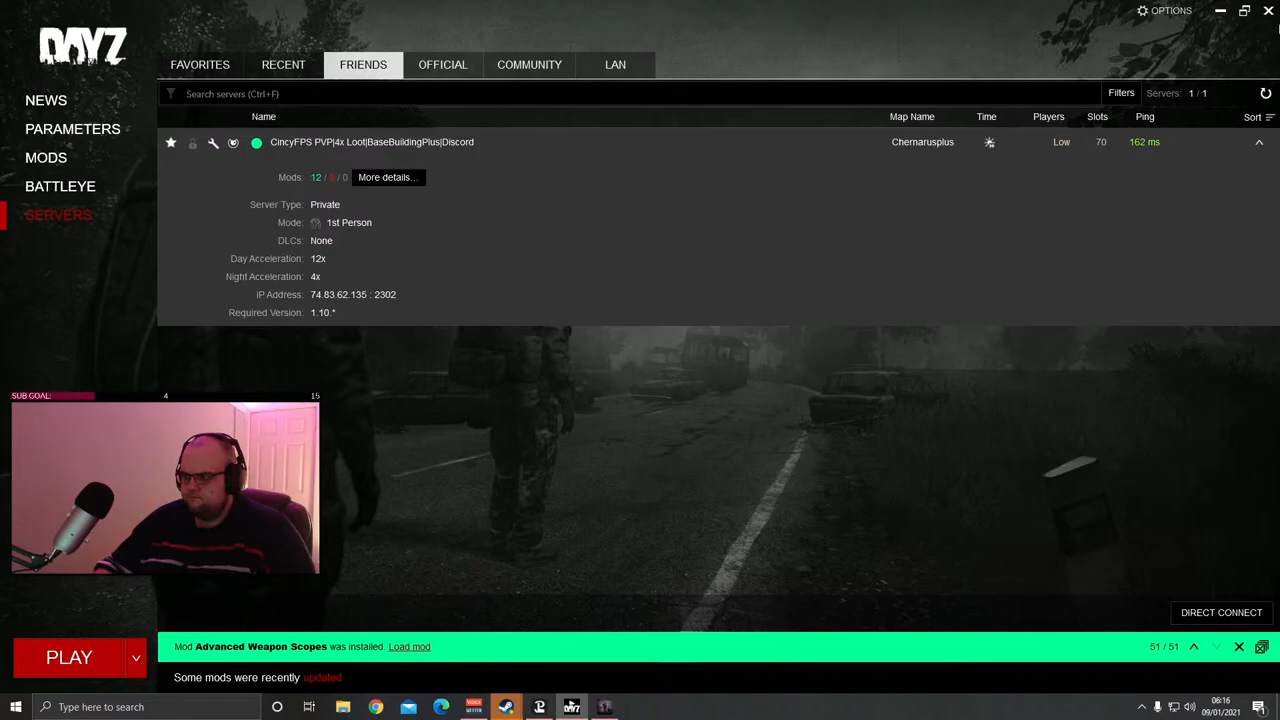 OPTIONS
DAYZ
FAVORITES RECENT FRIENDS OFFICIAL COMMUNITY LAN
NEWS
PARAMETERS
MODS
BATTLEYE
SERVERS
Search servers (Ctrl+F) Filters Servers: 1 / 1
Name Map Name Time Players Slots Ping Sort
CincyFPS PVP|4x Loot|BaseBuildingPlus|Discord Chernarusplus Low 70 162 ms
Mods: 12 / 0 / 0 More details...
Server Type: Private
Mode: 1st Person
DLCs: None
Day Acceleration: 12x
Night Acceleration: 4x
IP Address: 74.83.62.135 : 2302
Required Version: 1.10.*
SUB GOAL: 4 15
DIRECT CONNECT
PLAY
Mod Advanced Weapon Scopes was installed. Load mod 51 / 51
Some mods were recently updated
Type here to search
06:16
09/01/2021
1